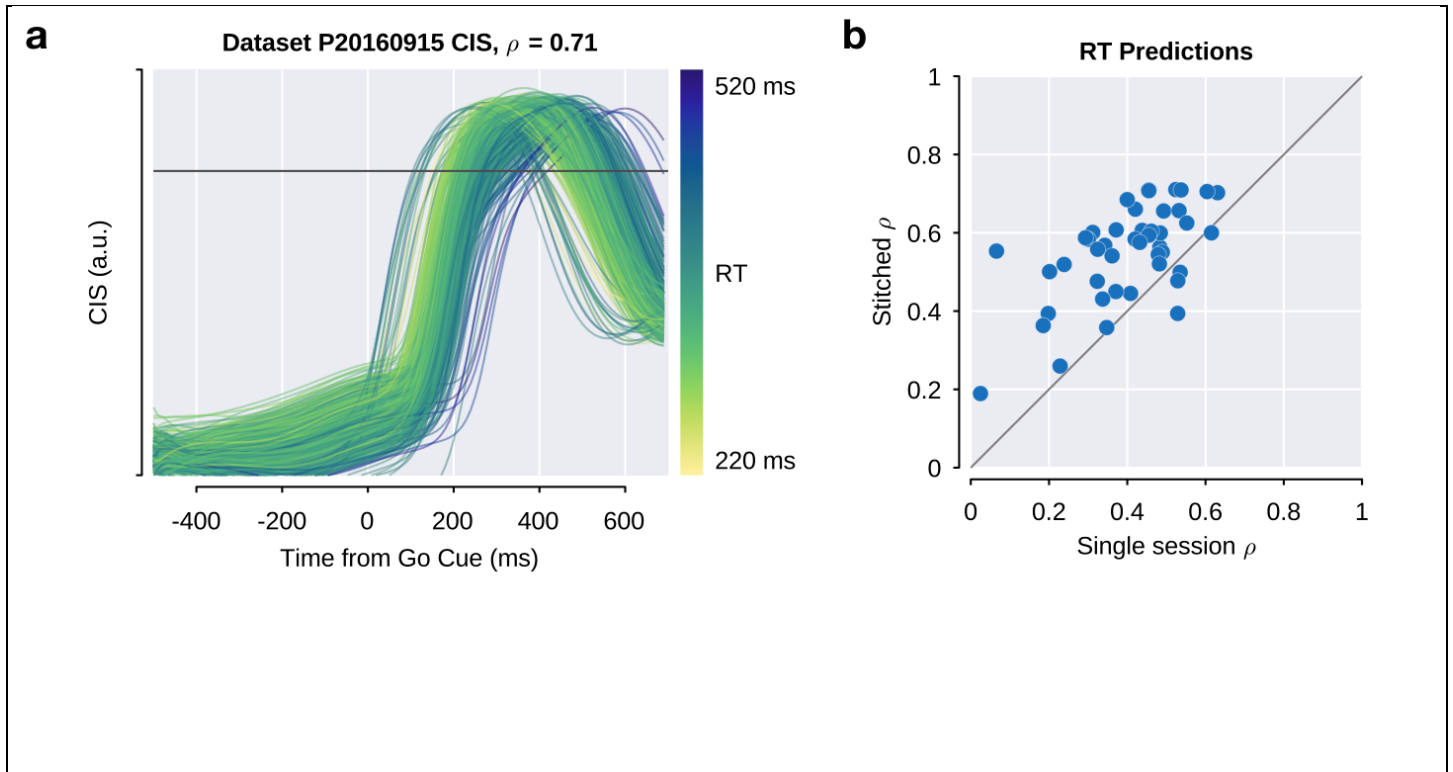 a
Dataset P20160915 CIS, ρ = 0.71
CIS (a.u.)
520 ms
RT
220 ms
-400 -200 0 200 400 600
Time from Go Cue (ms)
b
RT Predictions
Stitched ρ
1
0.8
0.6
0.4
0.2
0
0 0.2 0.4 0.6 0.8 1
Single session ρ